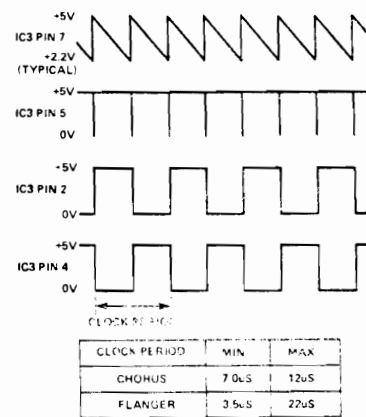 +5V
IC3 PIN 7
+2.2V
(TYPICAL)
+5V
IC3 PIN 5
0V
+5V
IC3 PIN 2
0V
+5V
IC3 PIN 4
0V
CLOCK PERIOD
CLOCK PERIOD MIN MAX
CHOHUS 7.0uS 12uS
FLANGER 3.5uS 22uS